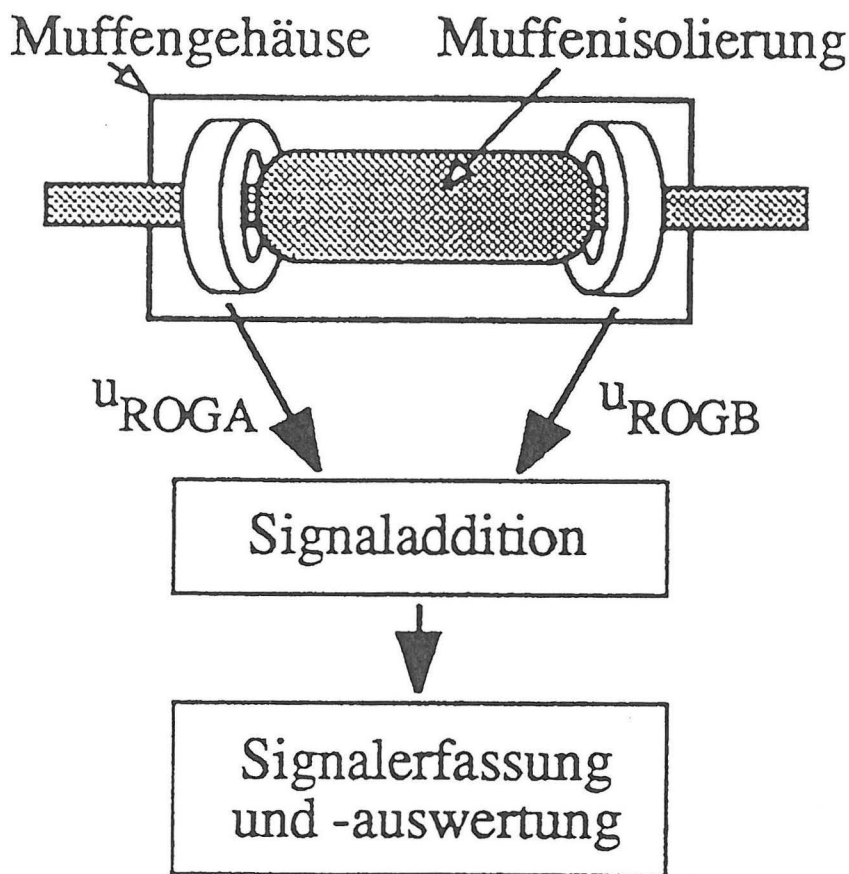 Muffengehäuse Muffenisolierung
uROGA uROGB
Signaladdition
Signalerfassung
und -auswertung